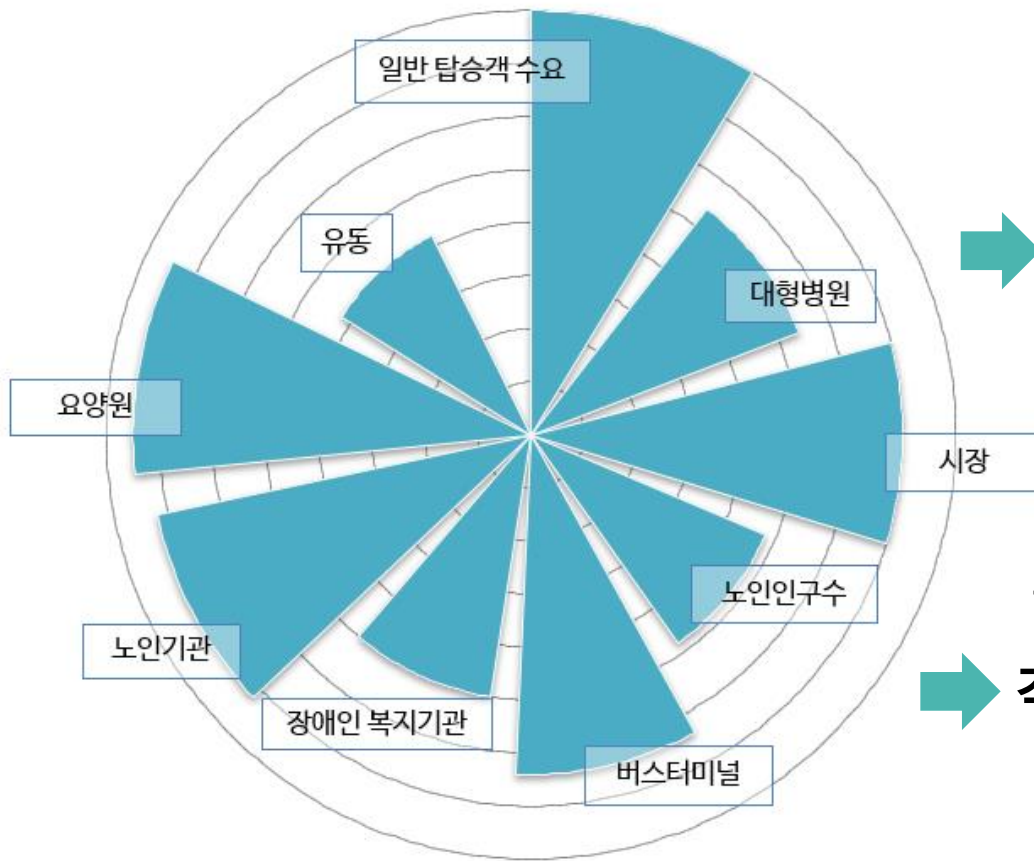 일반 탑승객 수요
유동
대형병원
요양원
시장
노인인구수
노인기관
장애인 복지기관
버스터미널